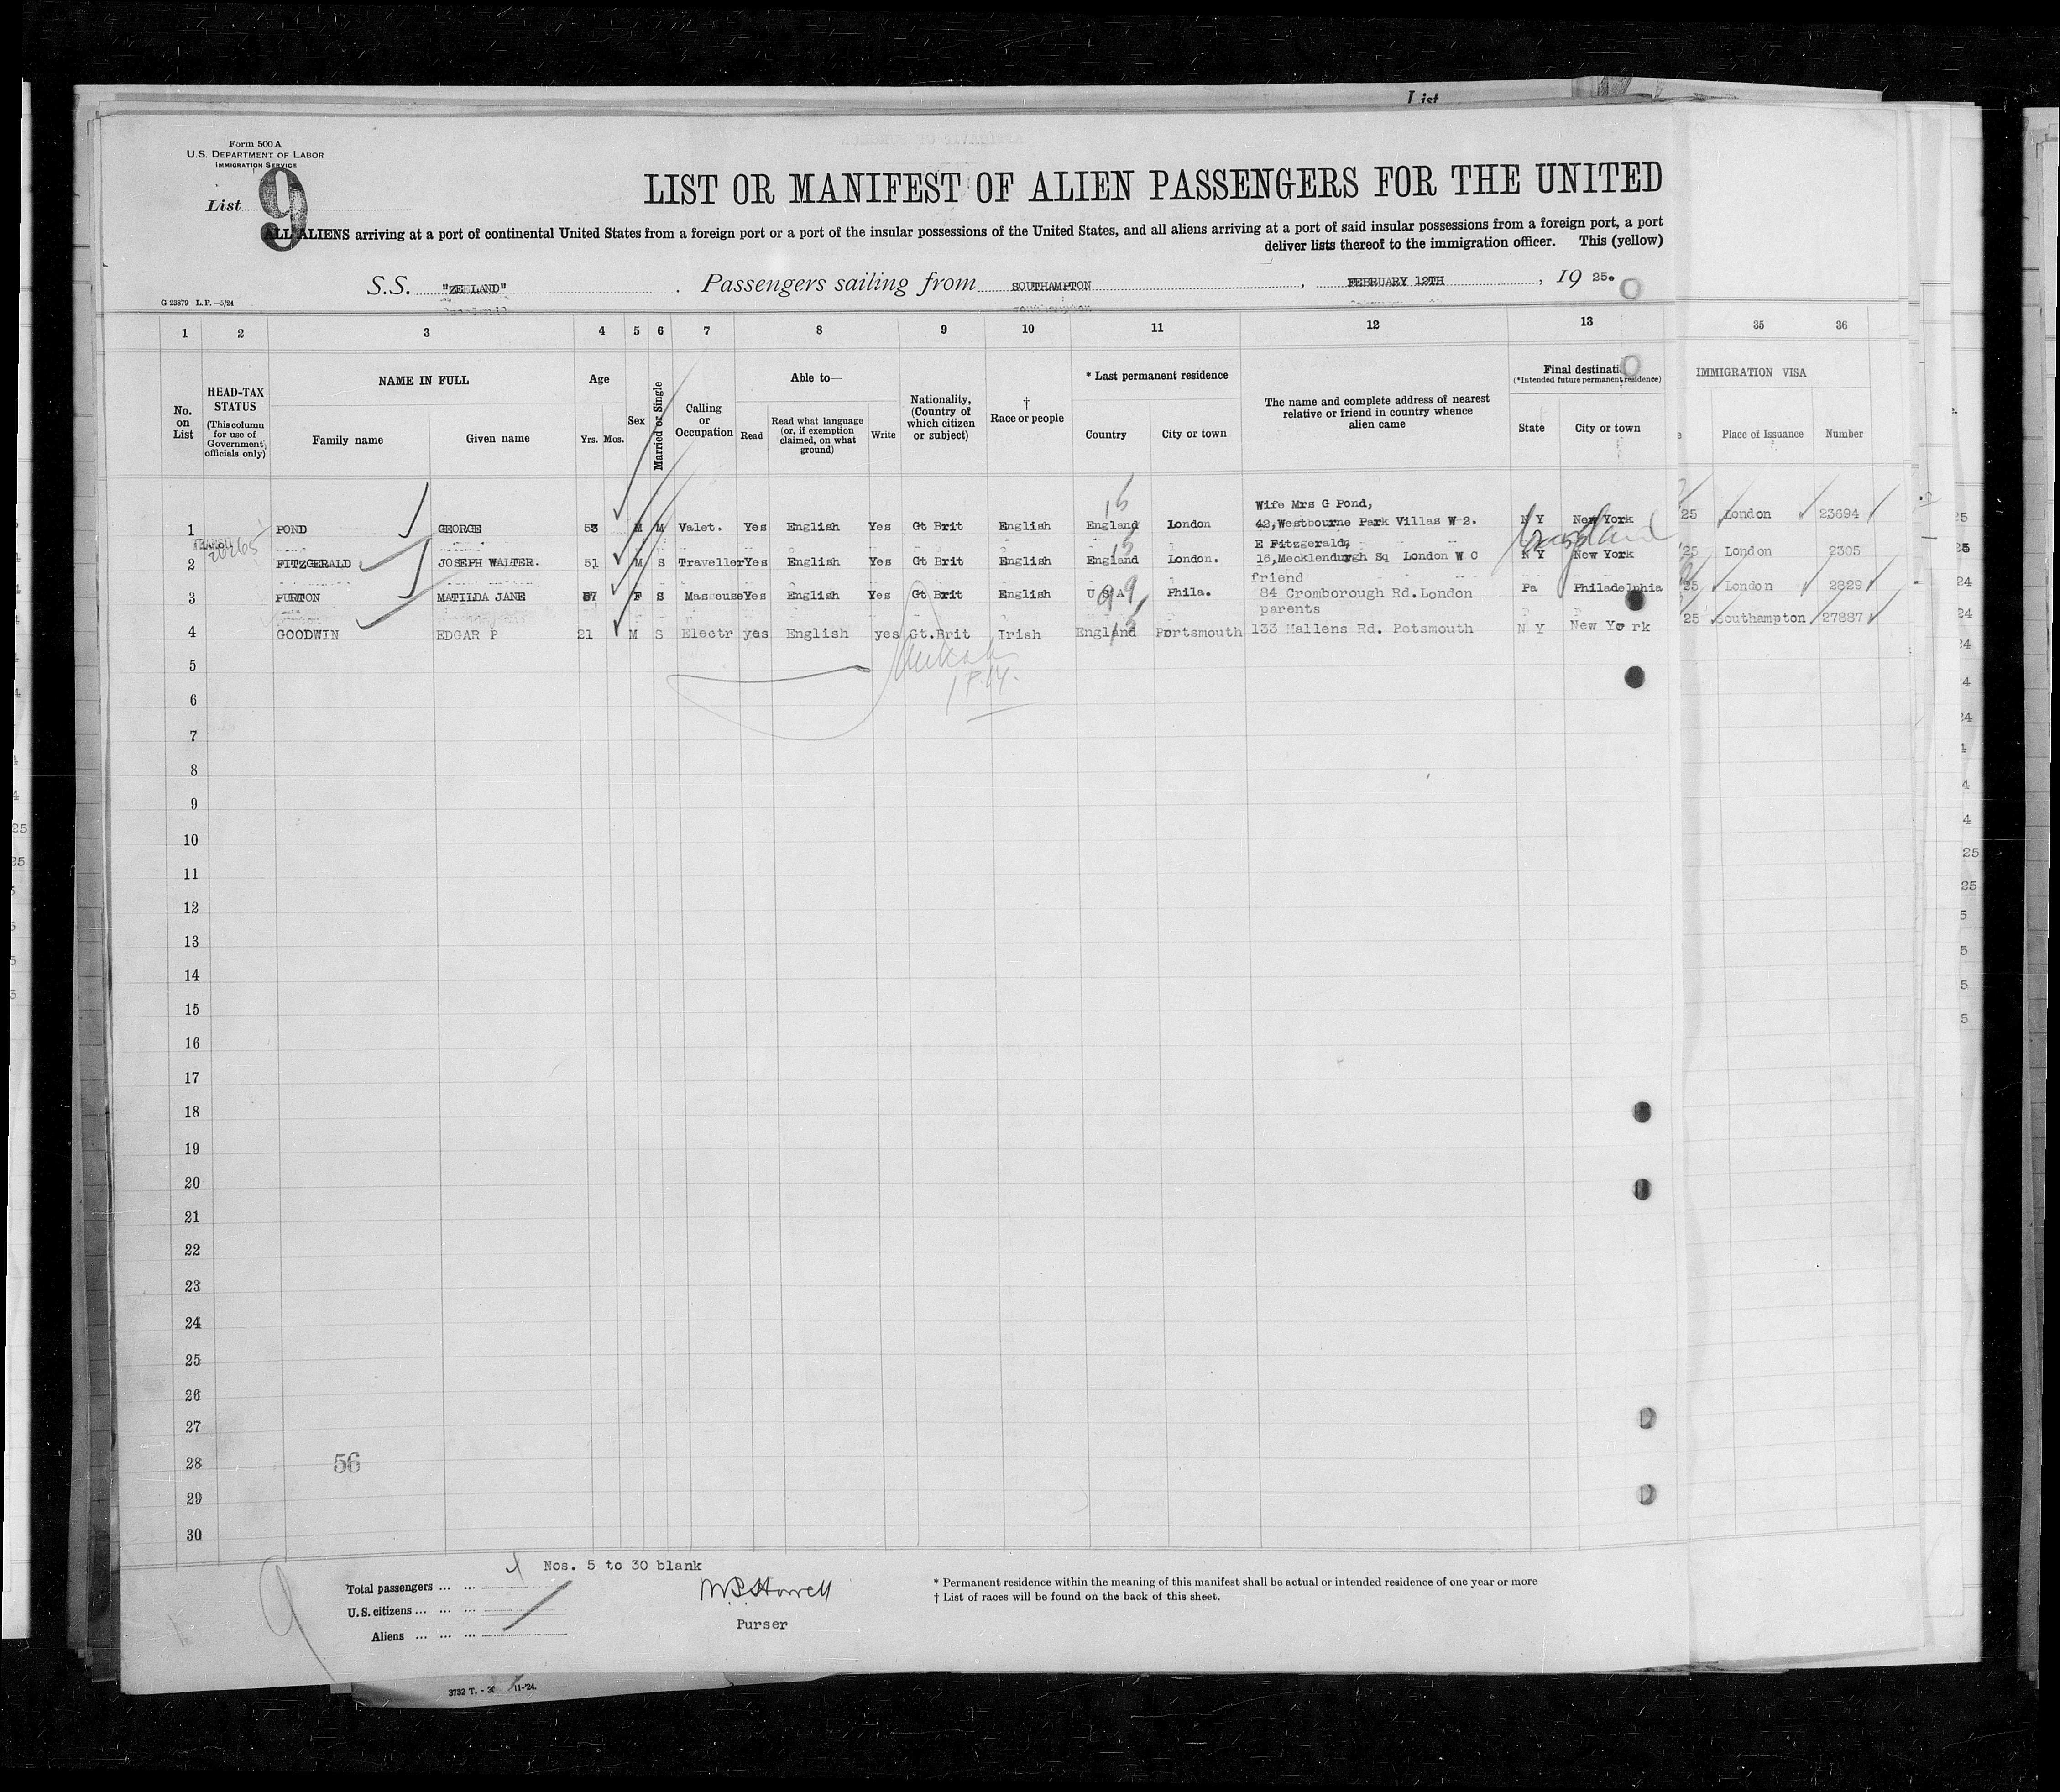 List
Form 500 A
U.S. DEPARTMENT OF LABOR
IMMIGRATION SERVICE
List 9
LIST OR MANIFEST OF ALIEN PASSENGERS FOR THE UNITED
ALL ALIENS arriving at a port of continental United States from a foreign port or a port of the insular possessions of the United States, and all aliens arriving at a port of said insular possessions from a foreign port, a port
deliver lists thereof to the immigration officer. This (yellow)
S.S. "ZEELAND" . Passengers sailing from SOUTHAMPTON , FEBRUARY 12TH , 19 25.
G 23879 L.P.—5/24
1 2 3 4 5 6 7 8 9 10 11 12 13 35 36
No. on List
HEAD-TAX STATUS (This column for use of Government officials only)
NAME IN FULL
Family name
Given name
Age
Yrs. Mos.
Sex
Married or Single
Calling or Occupation
Able to—
Read
Read what language (or, if exemption claimed, on what ground)
Write
Nationality, (Country of which citizen or subject)
† Race or people
* Last permanent residence
Country
City or town
The name and complete address of nearest relative or friend in country whence alien came
Final destinati
(*Intended future permanent residence)
State
City or town
IMMIGRATION VISA
Place of Issuance
Number
Wife Mrs G Pond,
1 POND GEORGE 53 M M Valet. Yes English Yes Gt Brit English England London 42,Westbourne Park Villas W 2. N Y New York 25 London 23694
E Fitzgerald,
TRANSIT
2 FITZGERALD JOSEPH WALTER. 51 M S Traveller Yes English Yes Gt Brit English England London. 16,Mecklenburgh Sq London W C N Y New York 25 London 2305
England
friend
3 PURTON MATILDA JANE F S Masseuse Yes English Yes Gt Brit English U S A Phila. 84 Cromborough Rd.London Pa Philadelphia 25 London 2829
parents
4 GOODWIN EDGAR P 21 M S Electr yes English yes Gt.Brit Irish England Portsmouth 133 Mallens Rd. Potsmouth N Y New Yo rk 25 Southampton 27887
5
6
7
8
9
10
11
12
13
14
15
16
17
18
19
20
21
22
23
24
25
26
27
28
29
30
56
Nos. 5 to 30 blank
Total passengers ... ...
U.S. citizens ... ... ...
Aliens ... ... ...
9
Purser
* Permanent residence within the meaning of this manifest shall be actual or intended residence of one year or more
† List of races will be found on the back of this sheet.
3732 T. 11-'24.